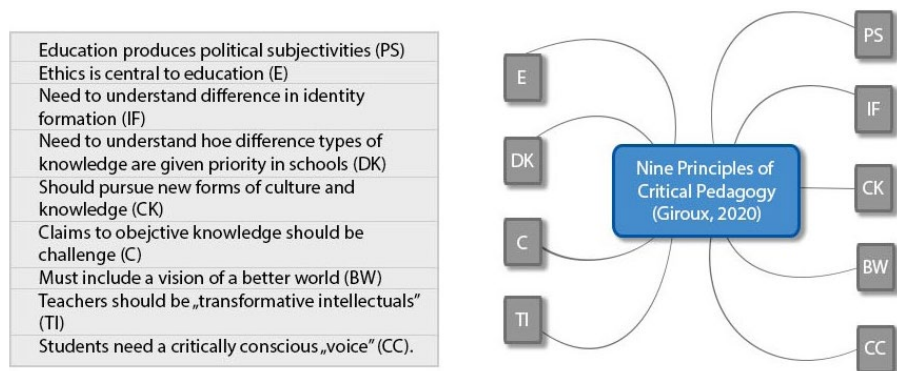 Education produces political subjectivities (PS)
Ethics is central to education (E)
Need to understand difference in identity
formation (IF)
Need to understand hoe difference types of
knowledge are given priority in schools (DK)
Should pursue new forms of culture and
knowledge (CK)
Claims to obejctive knowledge should be
challenge (C)
Must include a vision of a better world (BW)
Teachers should be „transformative intellectuals”
(TI)
Students need a critically conscious „voice” (CC).
E
DK
C
TI
Nine Principles of
Critical Pedagogy
(Giroux, 2020)
PS
IF
CK
BW
CC